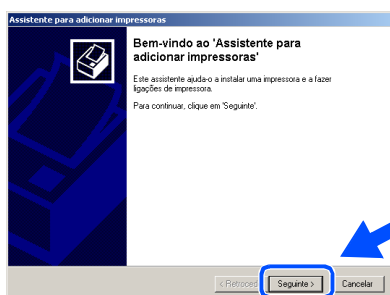 Assistente para adicionar impressoras
Bem-vindo ao 'Assistente para
adicionar impressoras'
Este assistente ajuda-o a instalar uma impressora e a fazer
ligações de impressora.
Para continuar, clique em 'Seguinte'.
< Retroced Seguinte > Cancelar